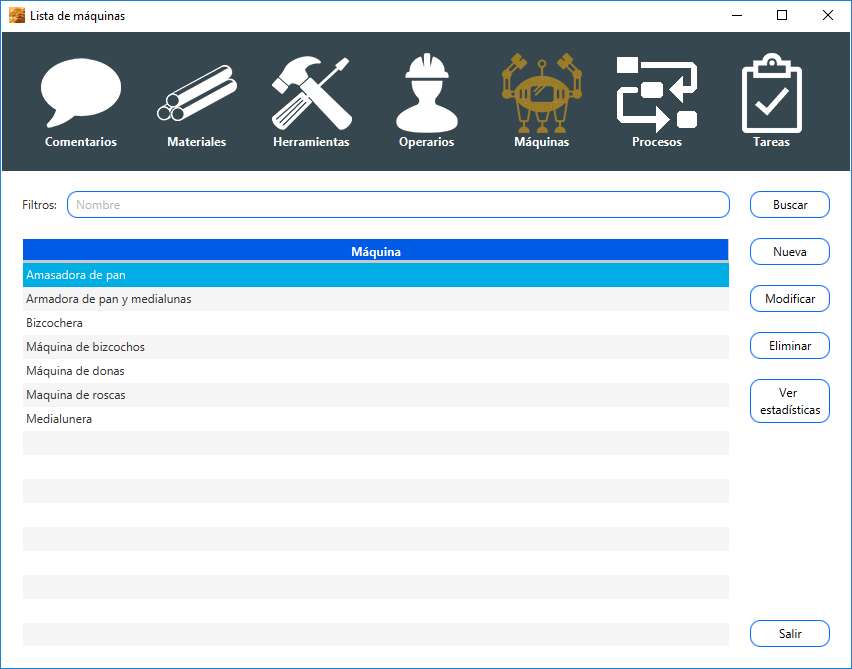 Lista de máquinas
Comentarios
Materiales
Herramientas
Operarios
Máquinas
Procesos
Tareas
Filtros:
Nombre
Buscar
Máquina
Nueva
Amasadora de pan
Armadora de pan y medialunas
Modificar
Bizcochera
Máquina de bizcochos
Eliminar
Máquina de donas
Maquina de roscas
Ver
estadísticas
Medialunera
Salir